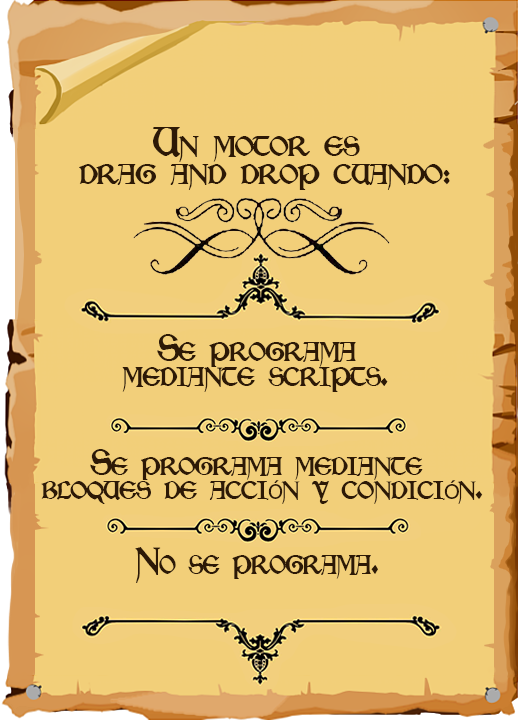 Un motor es
drag and drop cuando:
Se programa
mediante scripts.
Se programa mediante
bloques de acción y condición.
No se programa.